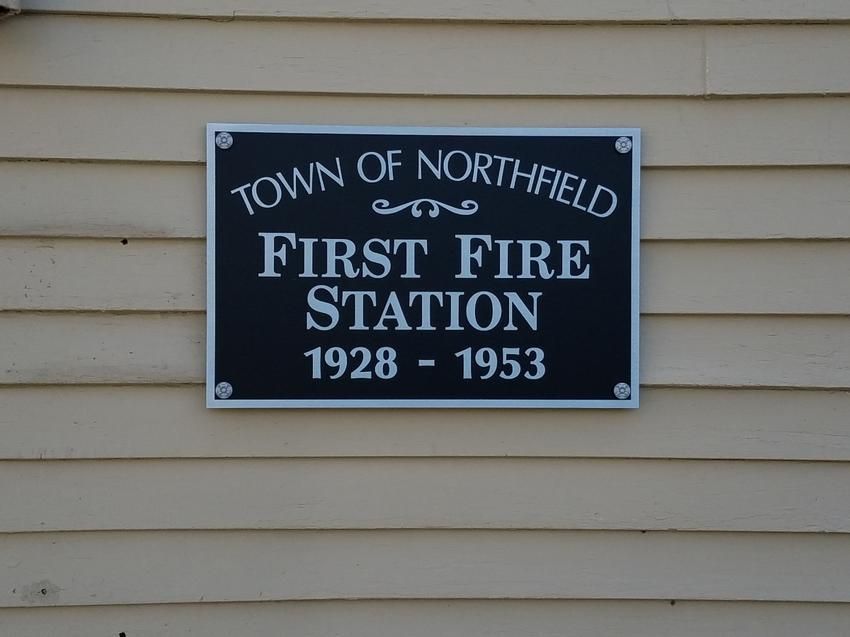 TOWN OF NORTHFIELD
FIRST FIRE
STATION
1928 - 1953